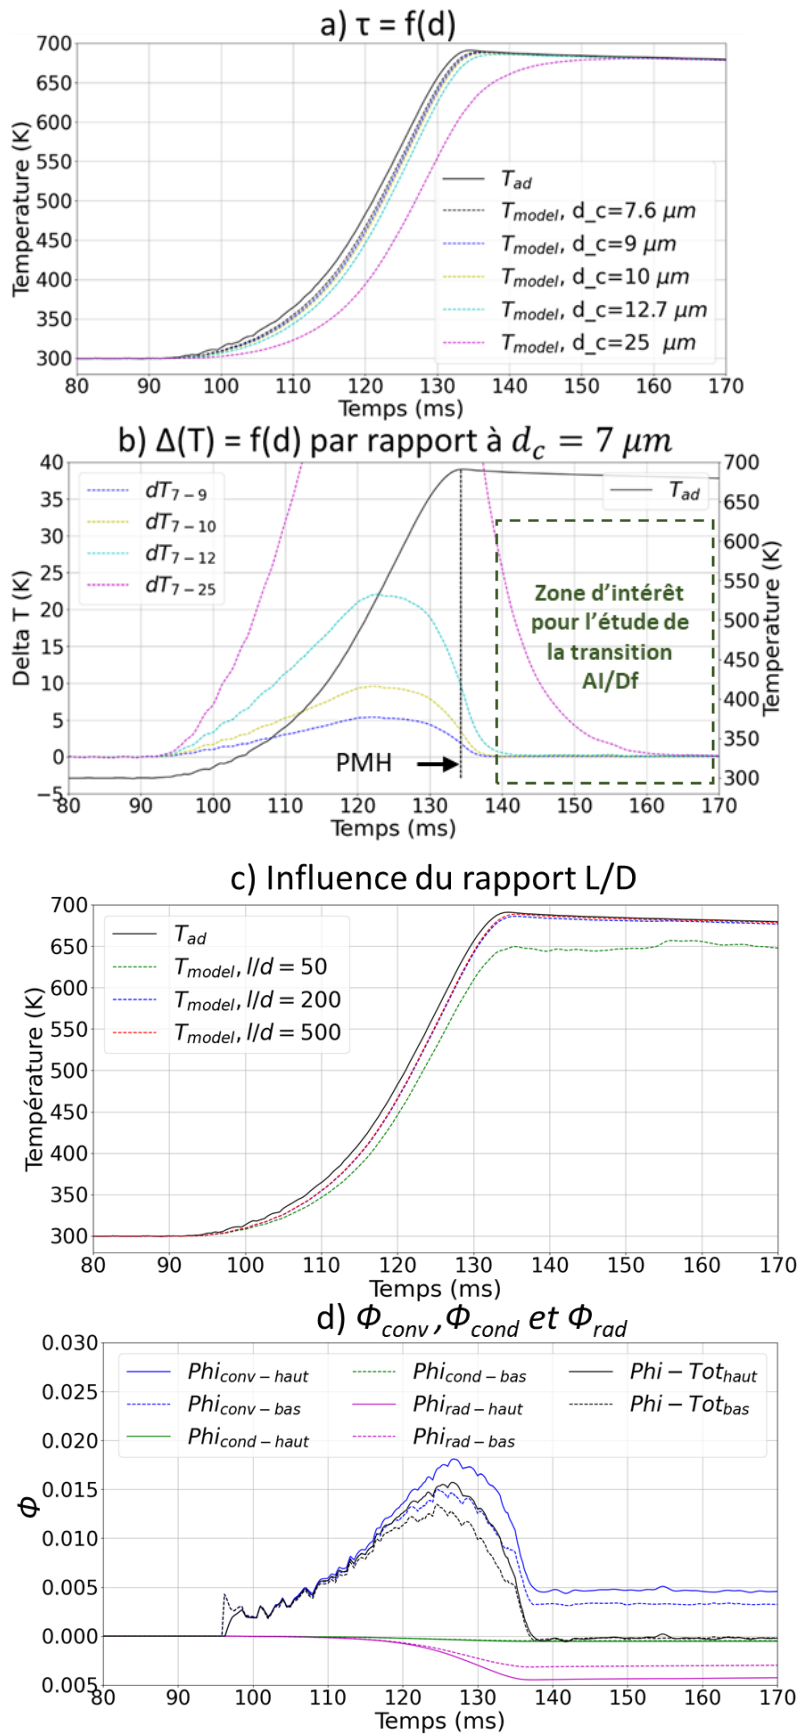 a) τ = f(d)
700
650
600
550
500
450
400
350
300
Temperature (K)
T_ad
T_model, d_c=7.6 μm
T_model, d_c=9 μm
T_model, d_c=10 μm
T_model, d_c=12.7 μm
T_model, d_c=25 μm
80 90 100 110 120 130 140 150 160 170
Temps (ms)
b) Δ(T) = f(d) par rapport à d_c = 7 μm
40
35
30
25
20
15
10
5
0
−5
Delta T (K)
dT_7−9
dT_7−10
dT_7−12
dT_7−25
T_ad
Zone d’intérêt
pour l’étude de
la transition
AI/Df
PMH
700
650
600
550
500
450
400
350
300
Temperature (K)
80 90 100 110 120 130 140 150 160 170
Temps (ms)
c) Influence du rapport L/D
700
650
600
550
500
450
400
350
300
Température (K)
T_ad
T_model, l/d = 50
T_model, l/d = 200
T_model, l/d = 500
80 90 100 110 120 130 140 150 160 170
Temps (ms)
d) Φ_conv, Φ_cond et Φ_rad
0.030
0.025
0.020
0.015
0.010
0.005
0.000
0.005
Φ
Phi_conv−haut
Phi_conv−bas
Phi_cond−haut
Phi_cond−bas
Phi_rad−haut
Phi_rad−bas
Phi − Tot_haut
Phi − Tot_bas
80 90 100 110 120 130 140 150 160 170
Temps (ms)